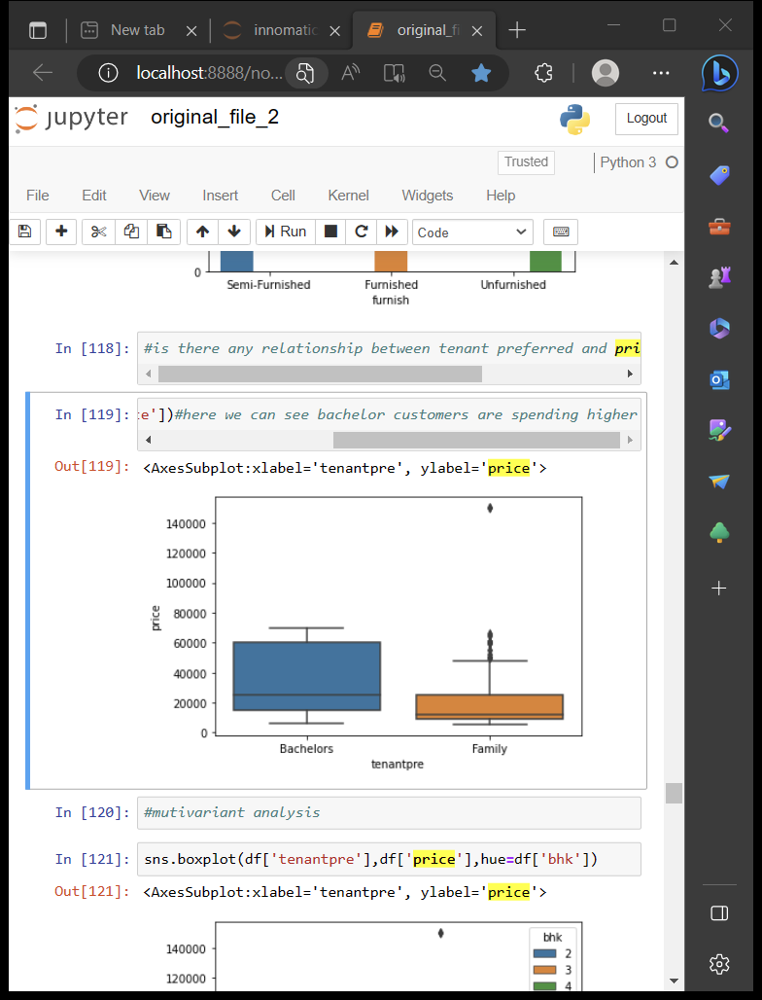 New tab
innomatic
original_fi
localhost:8888/no...
jupyter original_file_2
Logout
Trusted
Python 3
File Edit View Insert Cell Kernel Widgets Help
Run
Code
0
Semi-Furnished Furnished Unfurnished
furnish
In [118]: #is there any relationship between tenant preferred and pri
In [119]: :e'])#here we can see bachelor customers are spending higher
Out[119]: <AxesSubplot:xlabel='tenantpre', ylabel='price'>
140000
120000
100000
80000
60000
40000
20000
0
price
Bachelors Family
tenantpre
In [120]: #mutivariant analysis
In [121]: sns.boxplot(df['tenantpre'],df['price'],hue=df['bhk'])
Out[121]: <AxesSubplot:xlabel='tenantpre', ylabel='price'>
140000
120000
bhk
2
3
4